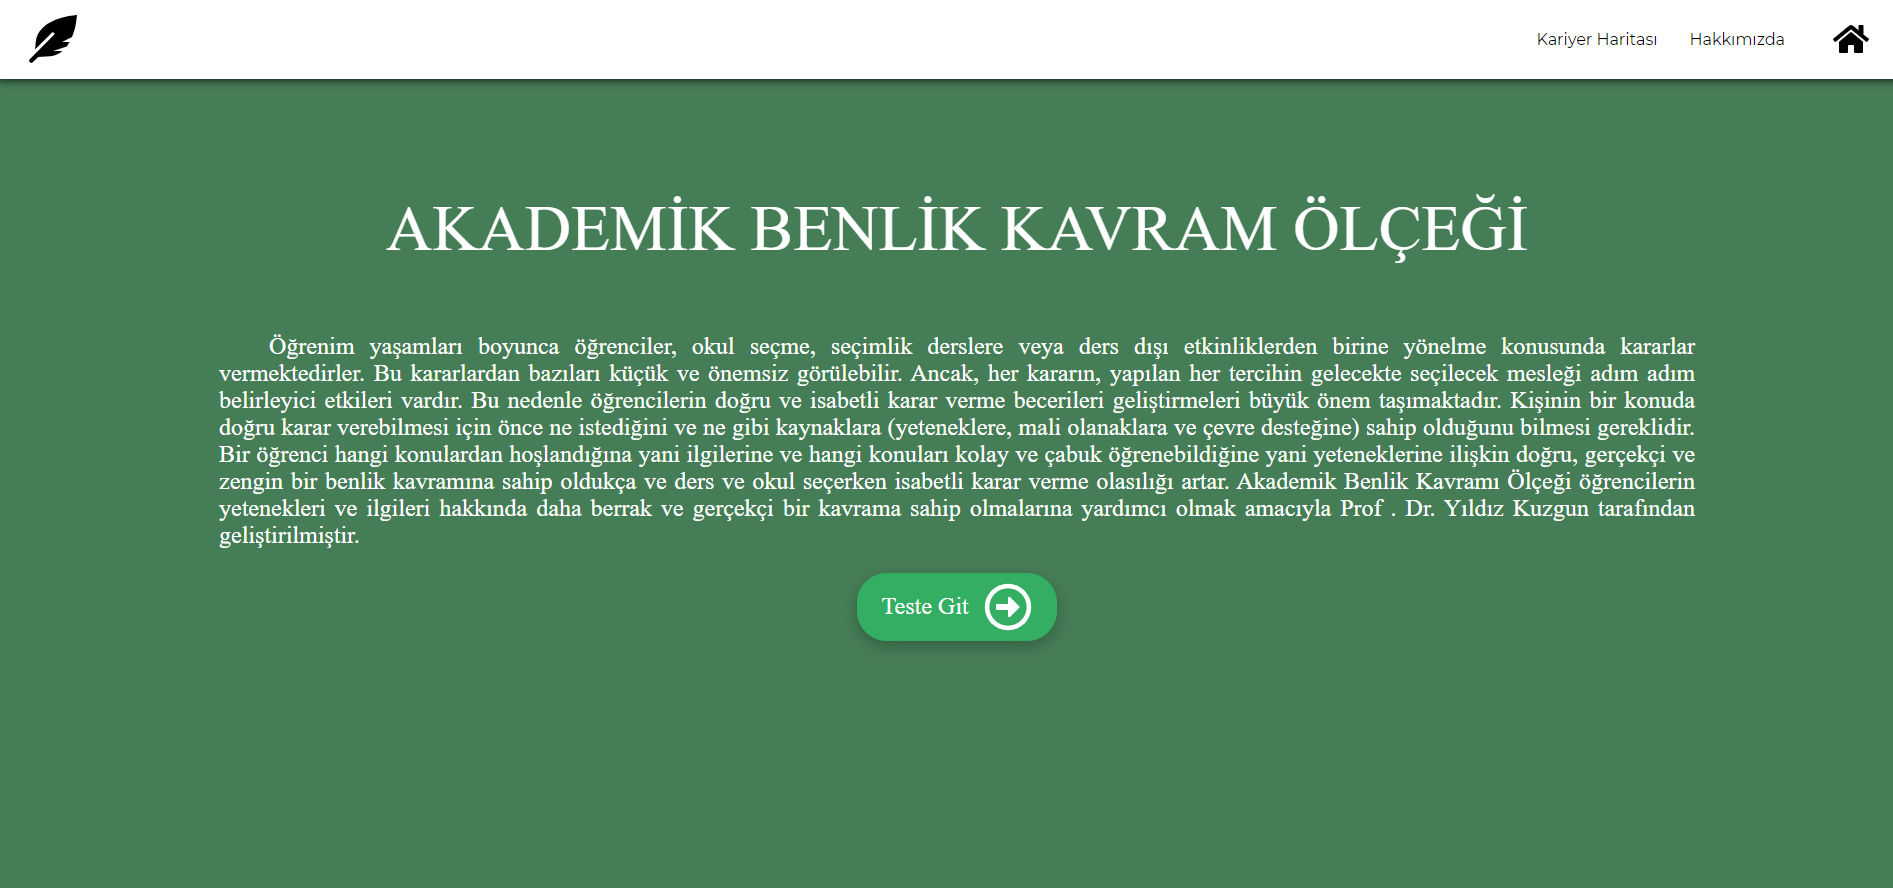 Kariyer Haritası Hakkımızda
AKADEMİK BENLİK KAVRAM ÖLÇEĞİ
Öğrenim yaşamları boyunca öğrenciler, okul seçme, seçimlik derslere veya ders dışı etkinliklerden birine yönelme konusunda kararlar
vermektedirler. Bu kararlardan bazıları küçük ve önemsiz görülebilir. Ancak, her kararın, yapılan her tercihin gelecekte seçilecek mesleği adım adım
belirleyici etkileri vardır. Bu nedenle öğrencilerin doğru ve isabetli karar verme becerileri geliştirmeleri büyük önem taşımaktadır. Kişinin bir konuda
doğru karar verebilmesi için önce ne istediğini ve ne gibi kaynaklara (yeteneklere, mali olanaklara ve çevre desteğine) sahip olduğunu bilmesi gereklidir.
Bir öğrenci hangi konulardan hoşlandığına yani ilgilerine ve hangi konuları kolay ve çabuk öğrenebildiğine yani yeteneklerine ilişkin doğru, gerçekçi ve
zengin bir benlik kavramına sahip oldukça ve ders ve okul seçerken isabetli karar verme olasılığı artar. Akademik Benlik Kavramı Ölçeği öğrencilerin
yetenekleri ve ilgileri hakkında daha berrak ve gerçekçi bir kavrama sahip olmalarına yardımcı olmak amacıyla Prof . Dr. Yıldız Kuzgun tarafından
geliştirilmiştir.
Teste Git